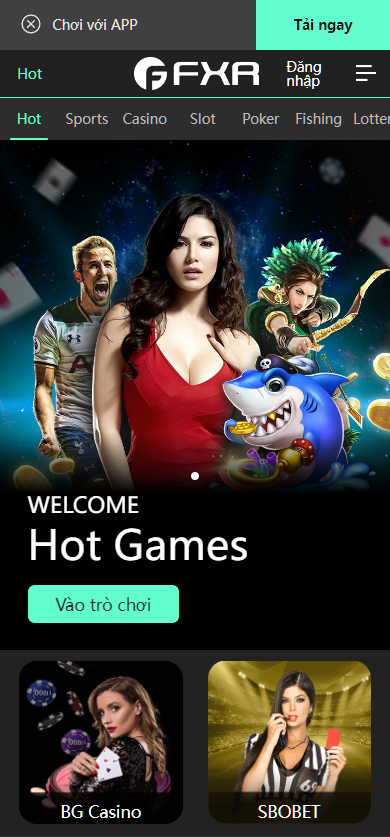 Chơi với APP
Tải ngay
Hot
GFXR
Đăng
nhập
Hot
Sports
Casino
Slot
Poker
Fishing
Lotter
WELCOME
Hot Games
Vào trò chơi
BG Casino
SBOBET